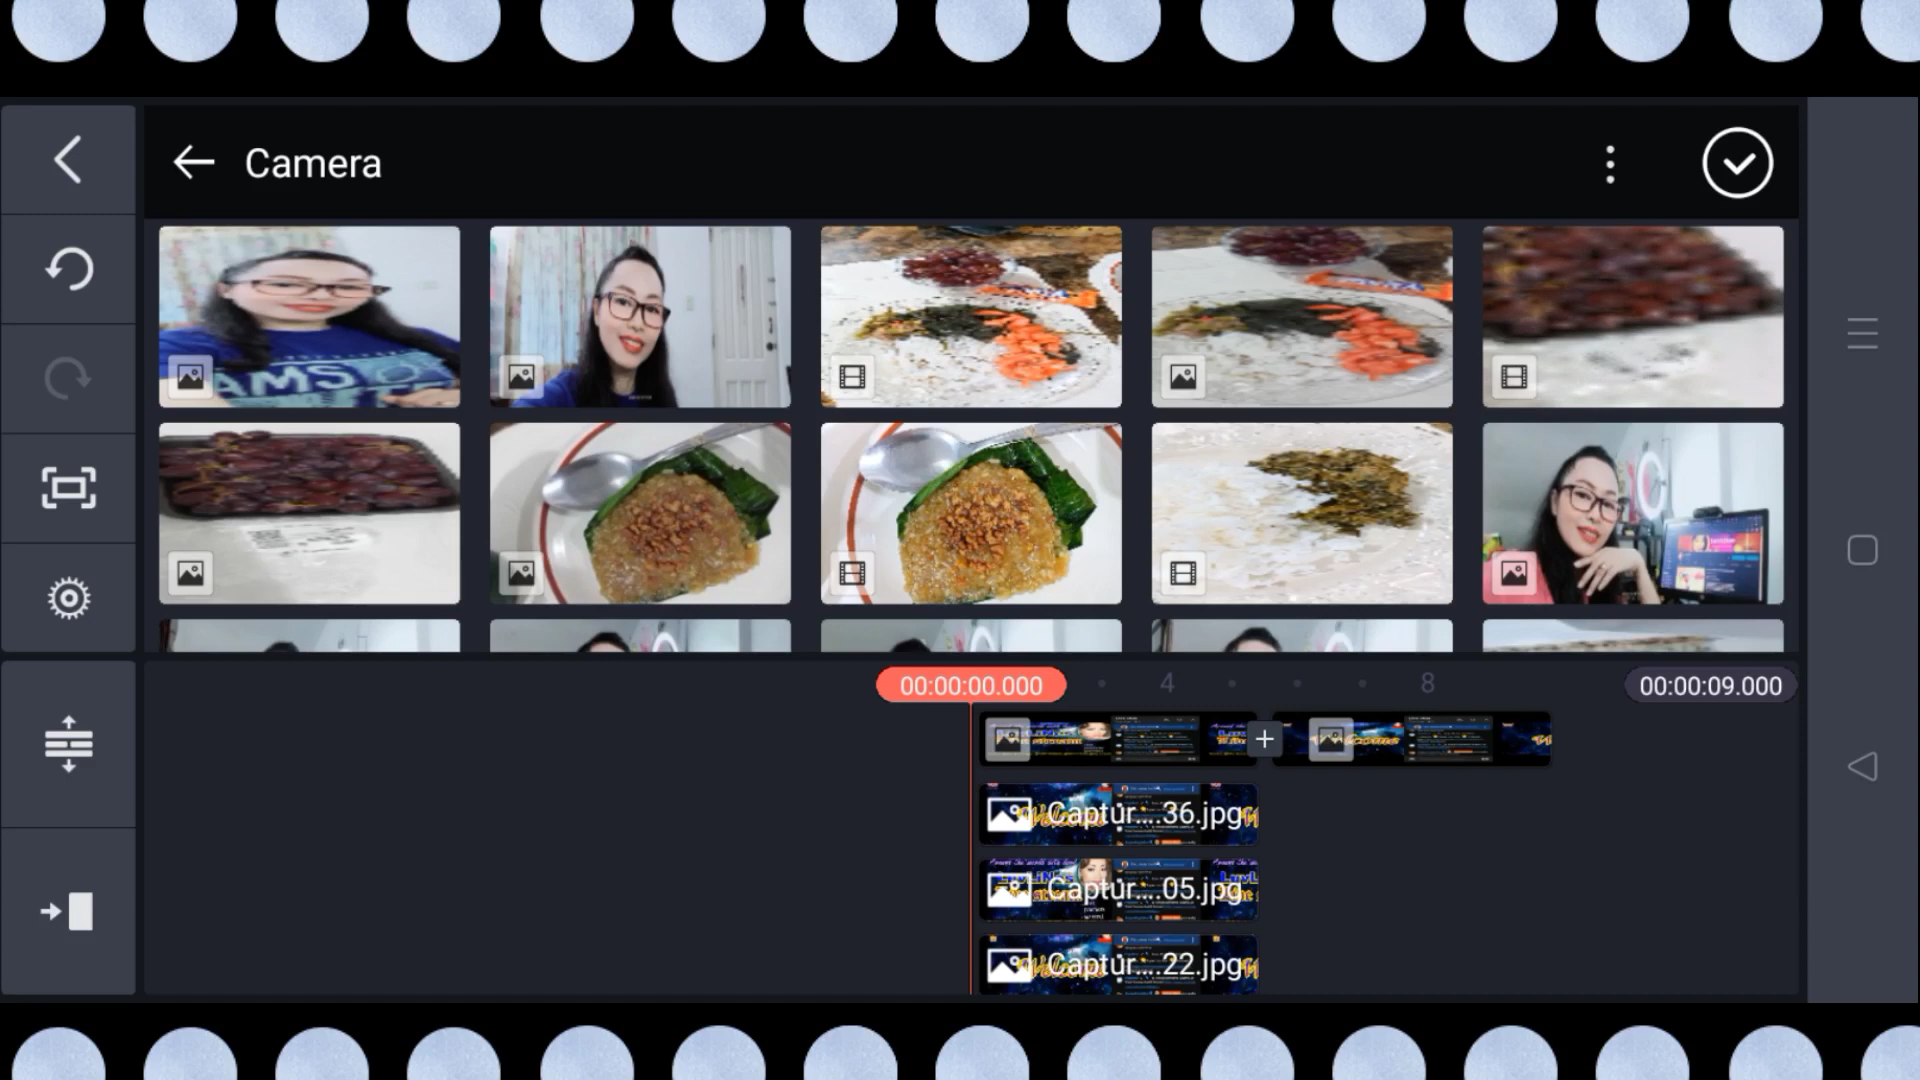 Camera
AMS
00:00:00.000
4
8
00:00:09.000
Captur....36.jpg
Captur....05.jpg
Captur....22.jpg